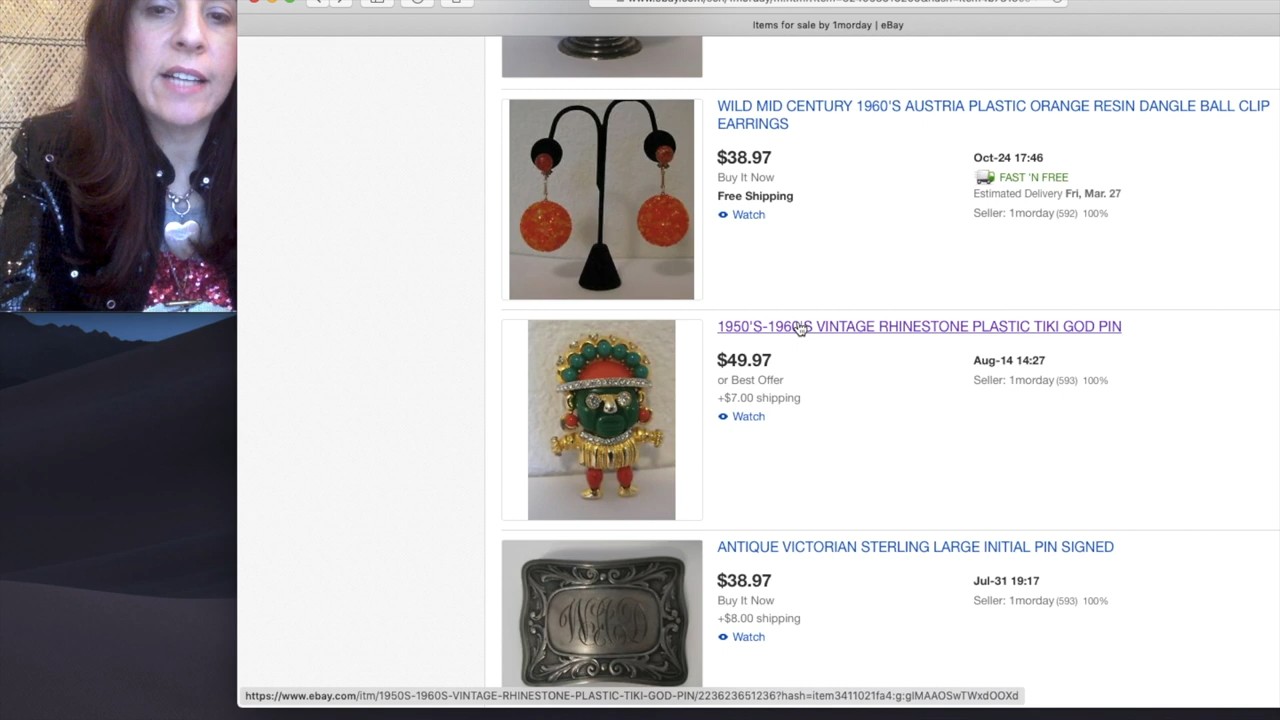 Items for sale by 1morday | eBay
WILD MID CENTURY 1960'S AUSTRIA PLASTIC ORANGE RESIN DANGLE BALL CLIP
EARRINGS
$38.97
Buy It Now
Free Shipping
Watch
Oct-24 17:46
FAST 'N FREE
Estimated Delivery Fri, Mar. 27
Seller: 1morday (592) 100%
1950'S-1960'S VINTAGE RHINESTONE PLASTIC TIKI GOD PIN
$49.97
or Best Offer
+$7.00 shipping
Watch
Aug-14 14:27
Seller: 1morday (593) 100%
ANTIQUE VICTORIAN STERLING LARGE INITIAL PIN SIGNED
$38.97
Buy It Now
+$8.00 shipping
Watch
Jul-31 19:17
Seller: 1morday (593) 100%
https://www.ebay.com/itm/1950S-1960S-VINTAGE-RHINESTONE-PLASTIC-TIKI-GOD-PIN/223623651236?hash=item3411021fa4:g:glMAAOSwTWxdOOXd